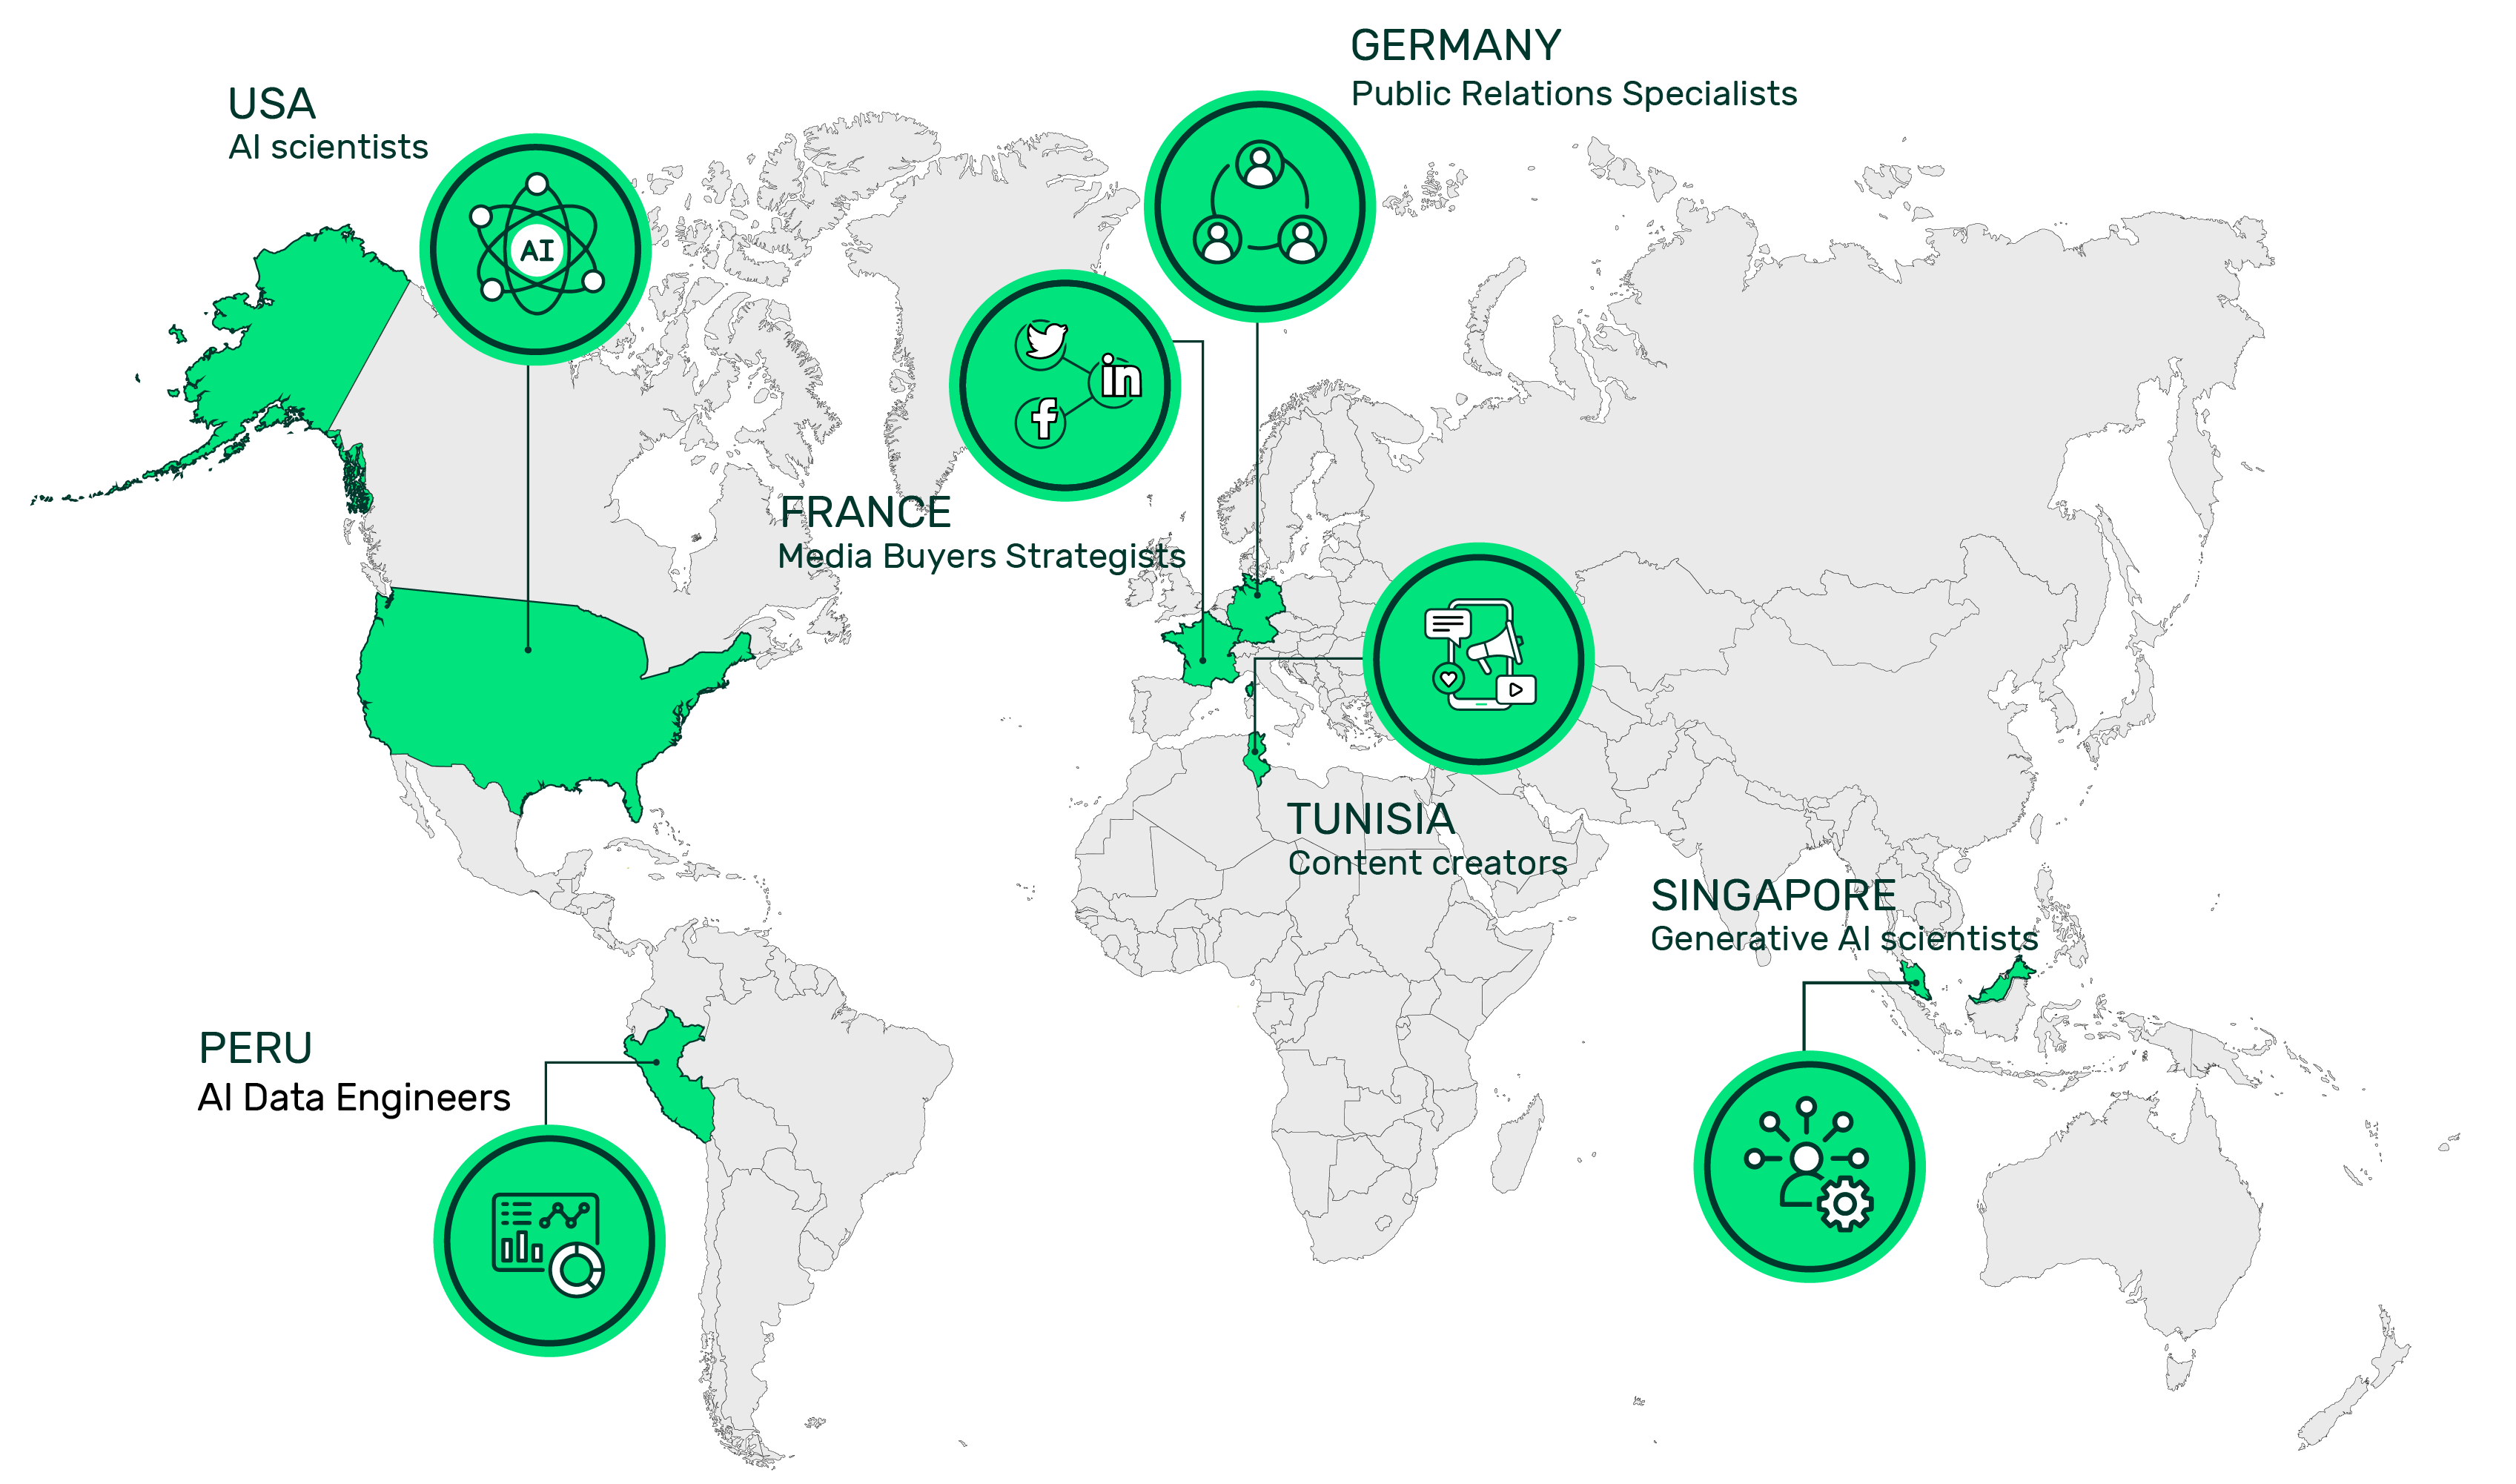 GERMANY
Public Relations Specialists
USA
AI scientists
AI
in
f
FRANCE
Media Buyers Strategists
TUNISIA
Content creators
SINGAPORE
Generative AI scientists
PERU
AI Data Engineers